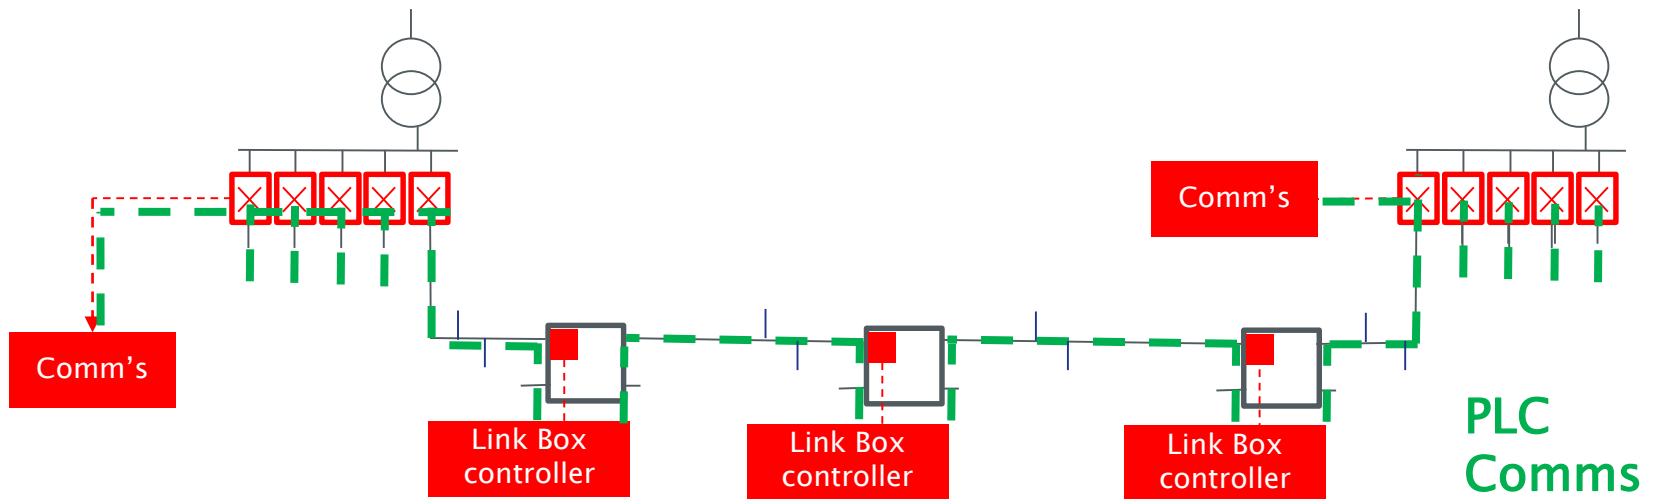 Comm's
Comm's
Link Box
controller
Link Box
controller
Link Box
controller
PLC
Comms